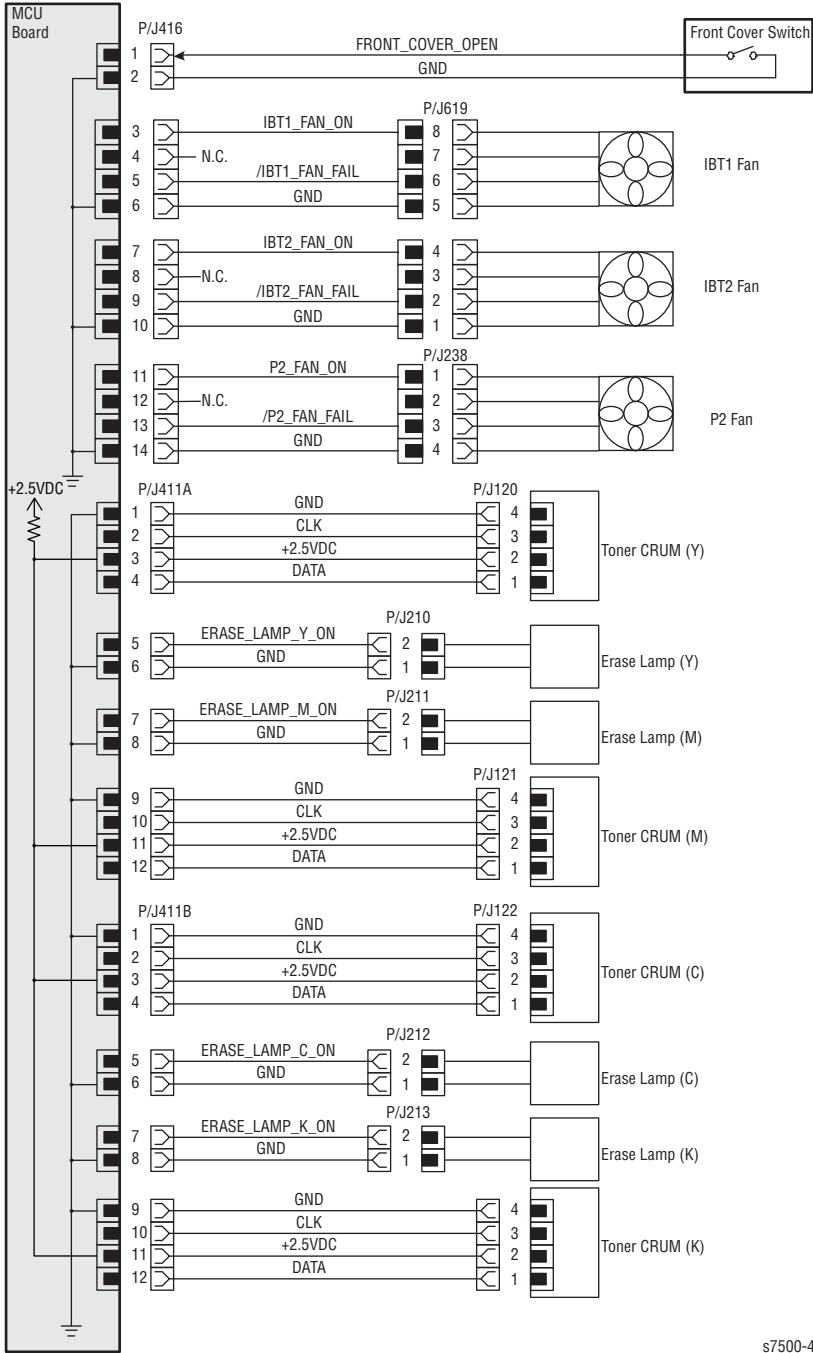 MCU
Board
P/J416
1 FRONT_COVER_OPEN Front Cover Switch
2 GND
P/J619
3 IBT1_FAN_ON 8
4 N.C. 7
5 /IBT1_FAN_FAIL 6
6 GND 5
IBT1 Fan
7 IBT2_FAN_ON 4
8 N.C. 3
9 /IBT2_FAN_FAIL 2
10 GND 1
IBT2 Fan
P/J238
11 P2_FAN_ON 1
12 N.C. 2
13 /P2_FAN_FAIL 3
14 GND 4
P2 Fan
+2.5VDC
P/J411A P/J120
1 GND 4
2 CLK 3
3 +2.5VDC 2
4 DATA 1
Toner CRUM (Y)
P/J210
5 ERASE_LAMP_Y_ON 2
6 GND 1
Erase Lamp (Y)
P/J211
7 ERASE_LAMP_M_ON 2
8 GND 1
Erase Lamp (M)
P/J121
9 GND 4
10 CLK 3
11 +2.5VDC 2
12 DATA 1
Toner CRUM (M)
P/J411B P/J122
1 GND 4
2 CLK 3
3 +2.5VDC 2
4 DATA 1
Toner CRUM (C)
P/J212
5 ERASE_LAMP_C_ON 2
6 GND 1
Erase Lamp (C)
P/J213
7 ERASE_LAMP_K_ON 2
8 GND 1
Erase Lamp (K)
9 GND 4
10 CLK 3
11 +2.5VDC 2
12 DATA 1
Toner CRUM (K)
s7500-4